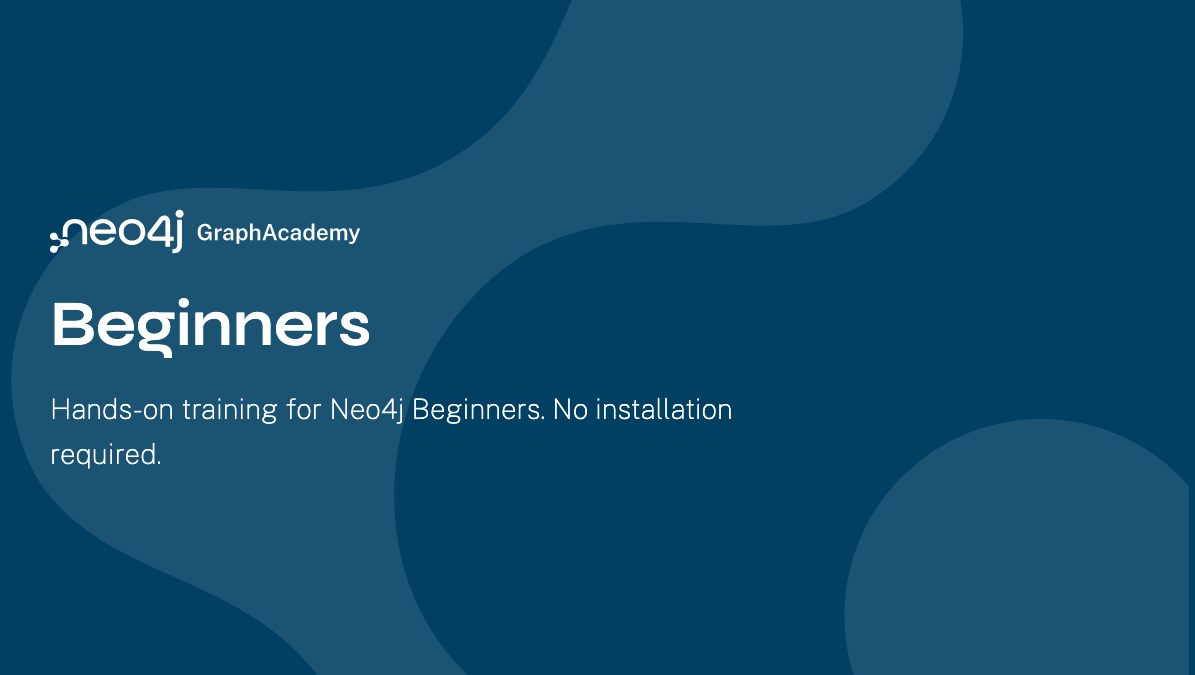 neo4j GraphAcademy
Beginners
Hands-on training for Neo4j Beginners. No installation
required.